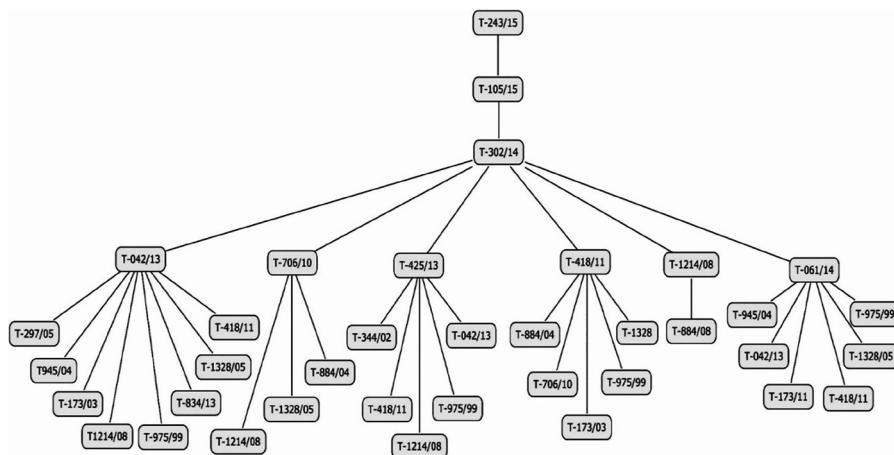 T-243/15
T-105/15
T-302/14
T-042/13
T-706/10
T-425/13
T-418/11
T-1214/08
T-061/14
T-297/05
T945/04
T-173/03
T1214/08
T-975/99
T-834/13
T-1328/05
T-418/11
T-1214/08
T-1328/05
T-884/04
T-344/02
T-418/11
T-1214/08
T-975/99
T-042/13
T-884/04
T-706/10
T-173/03
T-975/99
T-1328
T-884/08
T-945/04
T-042/13
T-173/11
T-418/11
T-1328/05
T-975/99